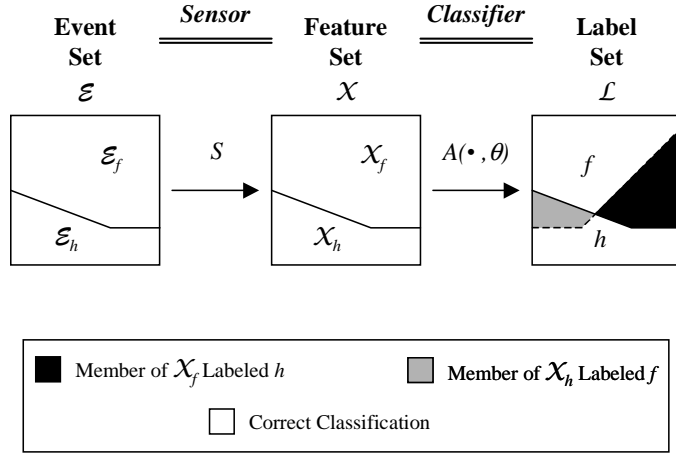 Event Set Sensor Feature Set Classifier Label Set
ℰ 𝒳 ℒ
ℰf S 𝒳f A(•,θ) f
ℰh 𝒳h h
Member of 𝒳f Labeled h
Member of 𝒳h Labeled f
Correct Classification